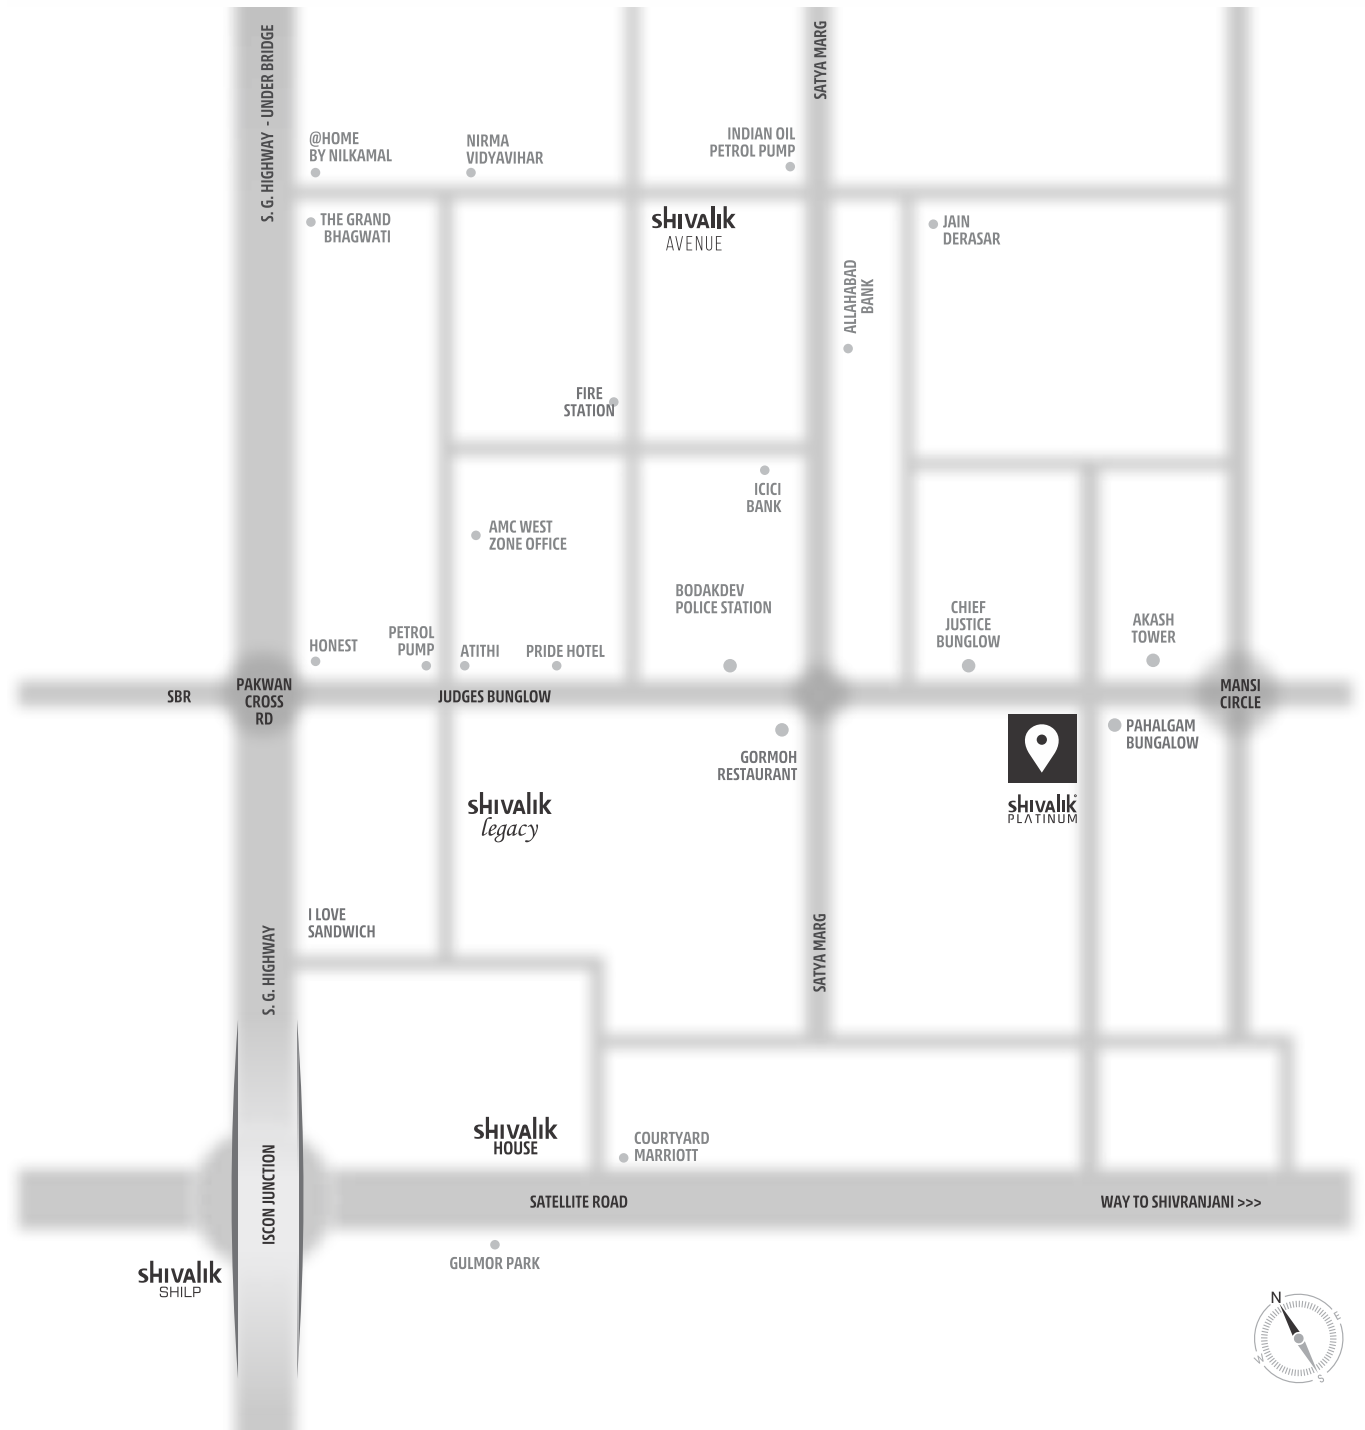 S. G. HIGHWAY - UNDER BRIDGE
SATYA MARG
@HOME
BY NILKAMAL
NIRMA
VIDYAVIHAR
INDIAN OIL
PETROL PUMP
THE GRAND
BHAGWATI
SHIVALIK
AVENUE
JAIN
DERASAR
ALLAHABAD
BANK
FIRE
STATION
ICICI
BANK
AMC WEST
ZONE OFFICE
BODAKDEV
POLICE STATION
CHIEF
JUSTICE
BUNGLOW
AKASH
TOWER
HONEST
PETROL
PUMP
ATITHI
PRIDE HOTEL
SBR
PAKWAN
CROSS
RD
JUDGES BUNGLOW
MANSI
CIRCLE
GORMOH
RESTAURANT
PAHALGAM
BUNGALOW
SHIVALIK
PLATINUM
SHIVALIK
legacy
I LOVE
SANDWICH
S. G. HIGHWAY
SATYA MARG
SHIVALIK
HOUSE
COURTYARD
MARRIOTT
ISCON JUNCTION
SATELLITE ROAD
WAY TO SHIVRANJANI >>>
GULMOR PARK
SHIVALIK
SHILP
N
E
W
S